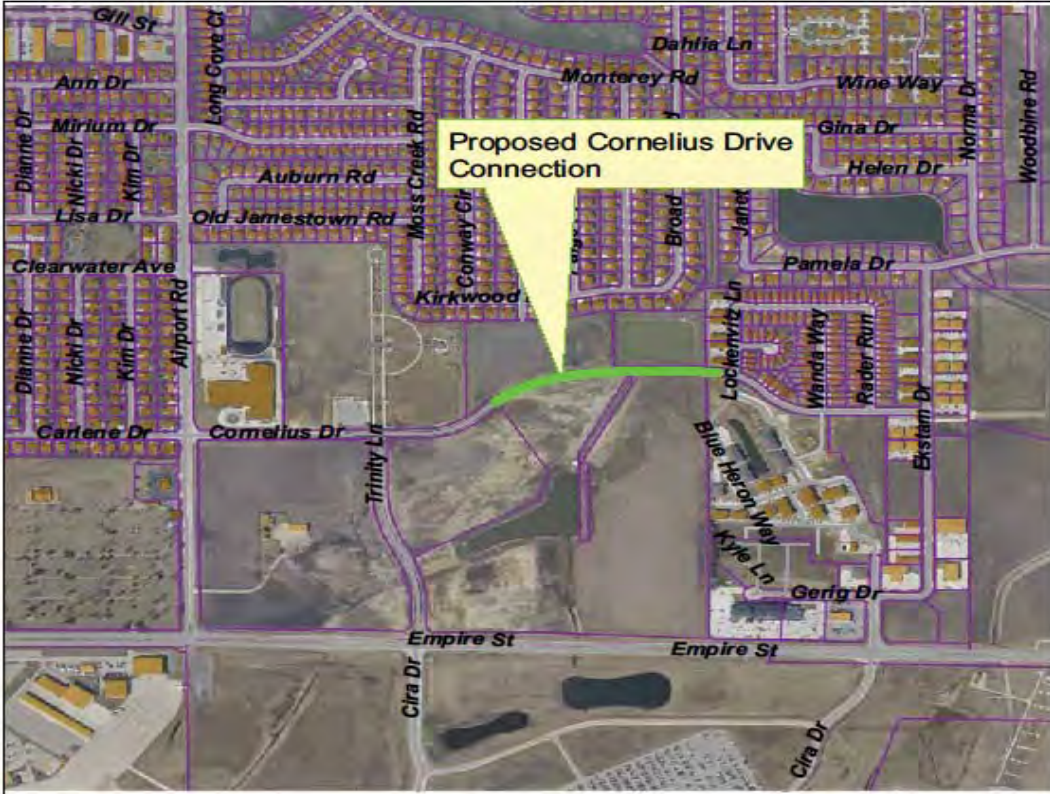 Gill St
Long Cove Ct
Dahlia Ln
Ann Dr
Monterey Rd
Wine Way
Norma Dr
Woodbine Rd
Dianne Dr
Nicki Dr
Mirium Dr
Kim Dr
Gina Dr
Proposed Cornelius Drive
Connection
Helen Dr
Auburn Rd
Moss Creek Rd
Lisa Dr
Old Jamestown Rd
Conway Cir
Broad
Janet
Clearwater Ave
Pamela Dr
Airport Rd
Kirkwood
Dianne Dr
Nicki Dr
Kim Dr
Lockenvitz Ln
Wanda Way
Rader Run
Carlene Dr
Cornelius Dr
Trinity Ln
Ekstam Dr
Blue Heron Way
Kyle Ln
Gerig Dr
Empire St
Empire St
Cira Dr
Cira Dr